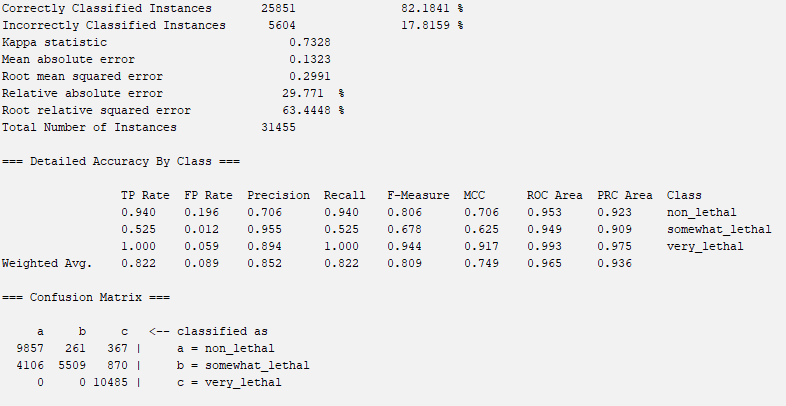 Correctly Classified Instances 25851 82.1841 %
Incorrectly Classified Instances 5604 17.8159 %
Kappa statistic 0.7328
Mean absolute error 0.1323
Root mean squared error 0.2991
Relative absolute error 29.771 %
Root relative squared error 63.4448 %
Total Number of Instances 31455
=== Detailed Accuracy By Class ===
TP Rate FP Rate Precision Recall F-Measure MCC ROC Area PRC Area Class
0.940 0.196 0.706 0.940 0.806 0.706 0.953 0.923 non_lethal
0.525 0.012 0.955 0.525 0.678 0.625 0.949 0.909 somewhat_lethal
1.000 0.059 0.894 1.000 0.944 0.917 0.993 0.975 very_lethal
Weighted Avg. 0.822 0.089 0.852 0.822 0.809 0.749 0.965 0.936
=== Confusion Matrix ===
a b c <-- classified as
9857 261 367 | a = non_lethal
4106 5509 870 | b = somewhat_lethal
0 0 10485 | c = very_lethal